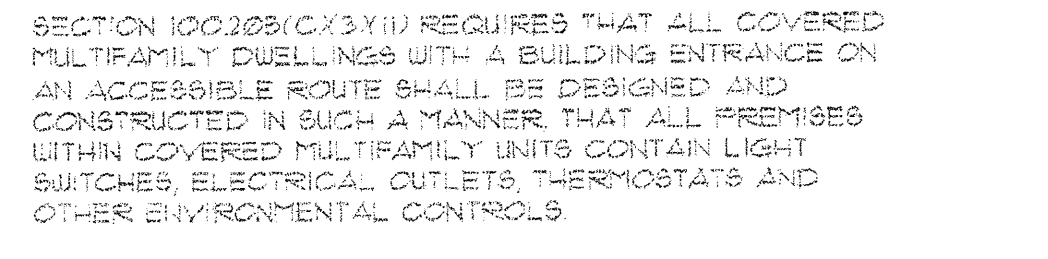 SECTION 100.205(C)(3)(ii) REQUIRES THAT ALL COVERED
MULTIFAMILY DWELLINGS WITH A BUILDING ENTRANCE ON
AN ACCESSIBLE ROUTE SHALL BE DESIGNED AND
CONSTRUCTED IN SUCH A MANNER, THAT ALL PREMISES
WITHIN COVERED MULTIFAMILY UNITS CONTAIN LIGHT
SWITCHES, ELECTRICAL OUTLETS, THERMOSTATS AND
OTHER ENVIRONMENTAL CONTROLS.